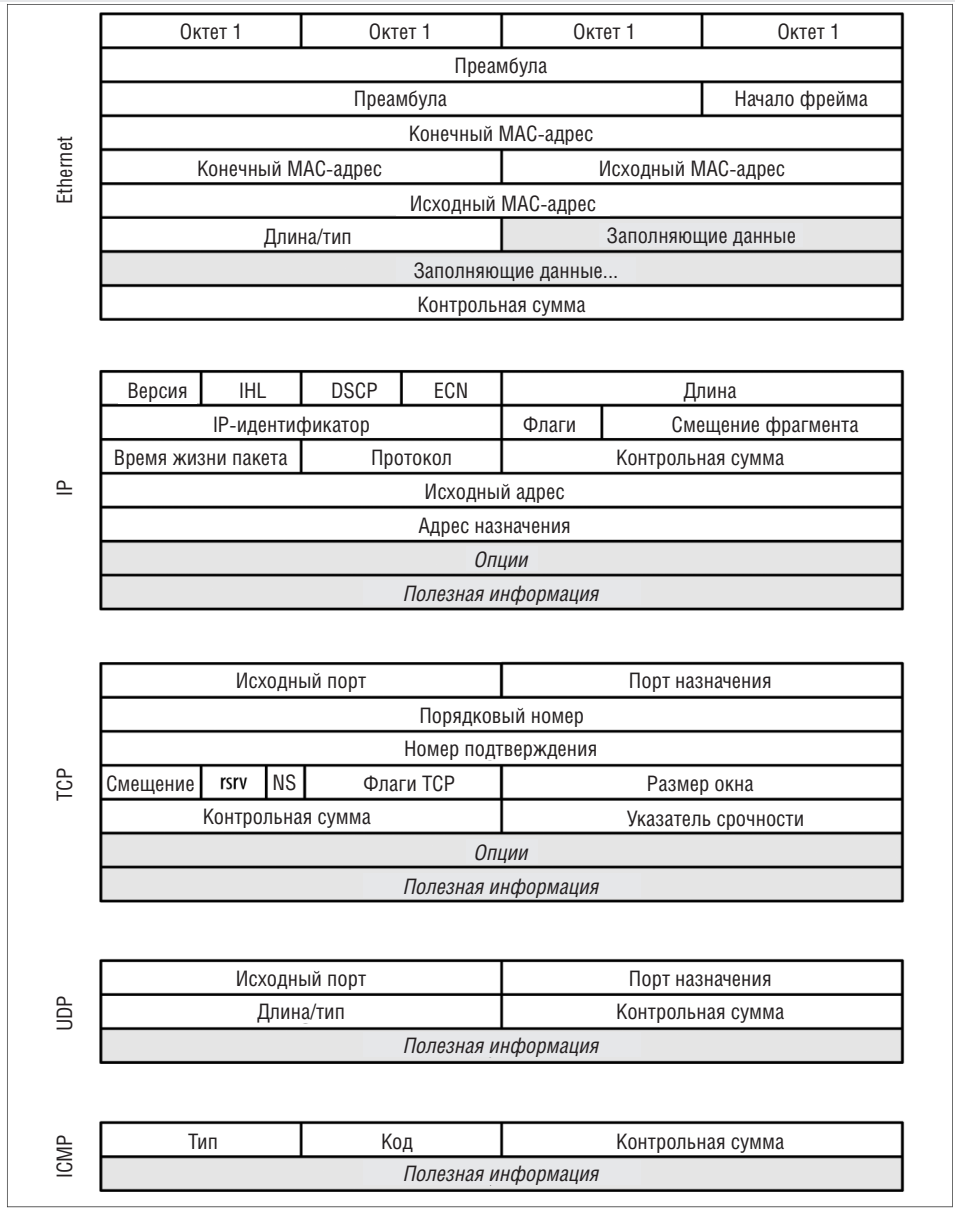 Октет 1 Октет 1 Октет 1 Октет 1
Преамбула
Преамбула Начало фрейма
Конечный MAC-адрес
Конечный MAC-адрес Исходный MAC-адрес
Исходный MAC-адрес
Длина/тип Заполняющие данные
Заполняющие данные...
Контрольная сумма
Ethernet
Версия IHL DSCP ECN Длина
IP-идентификатор Флаги Смещение фрагмента
Время жизни пакета Протокол Контрольная сумма
Исходный адрес
Адрес назначения
Опции
Полезная информация
IP
Исходный порт Порт назначения
Порядковый номер
Номер подтверждения
Смещение rsrv NS Флаги TCP Размер окна
Контрольная сумма Указатель срочности
Опции
Полезная информация
TCP
Исходный порт Порт назначения
Длина/тип Контрольная сумма
Полезная информация
UDP
Тип Код Контрольная сумма
Полезная информация
ICMP